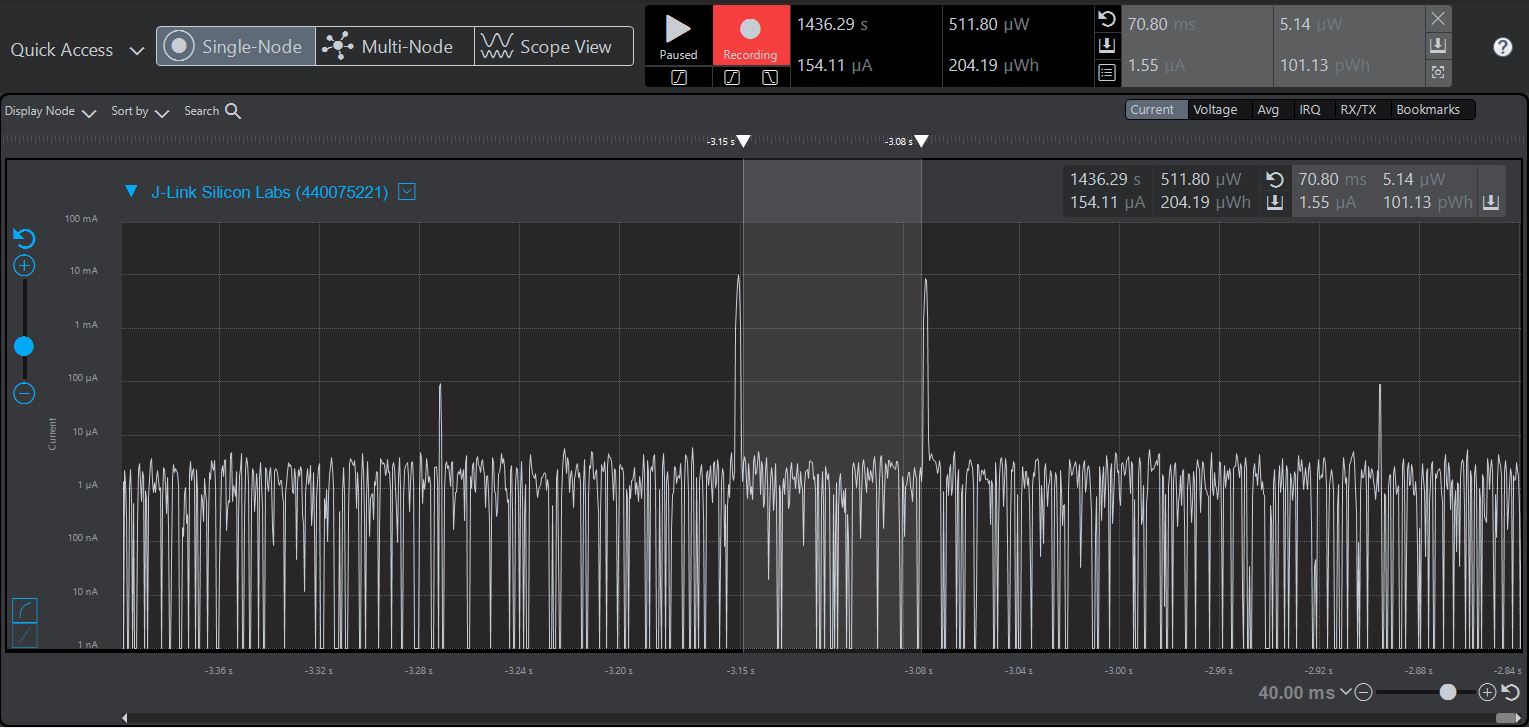 Quick Access
Single-Node
Multi-Node
Scope View
Paused
Recording
1436.29 s
511.80 µW
154.11 µA
204.19 µWh
70.80 ms
5.14 µW
1.55 µA
101.13 pWh
?
Display Node
Sort by
Search
Current
Voltage
Avg
IRQ
RX/TX
Bookmarks
-3.15 s
-3.08 s
J-Link Silicon Labs (440075221)
1436.29 s 511.80 µW
154.11 µA 204.19 µWh
70.80 ms 5.14 µW
1.55 µA 101.13 pWh
100 mA
10 mA
1 mA
100 µA
10 µA
1 µA
100 nA
10 nA
1 nA
Current
-3.36 s -3.32 s -3.28 s -3.24 s -3.20 s -3.15 s -3.08 s -3.04 s -3.00 s -2.96 s -2.92 s -2.88 s -2.84 s
40.00 ms